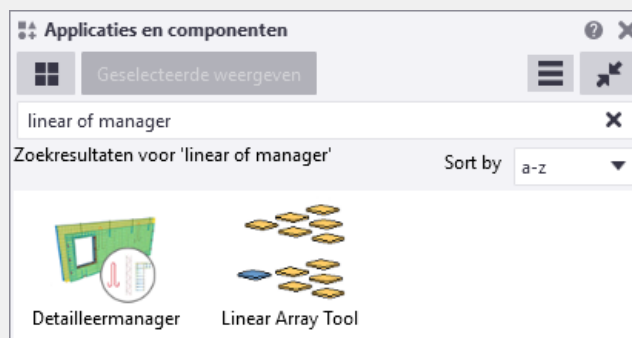 Applicaties en componenten
Geselecteerde weergeven
linear of manager
Zoekresultaten voor 'linear of manager'
Sort by a-z
Detailleermanager
Linear Array Tool